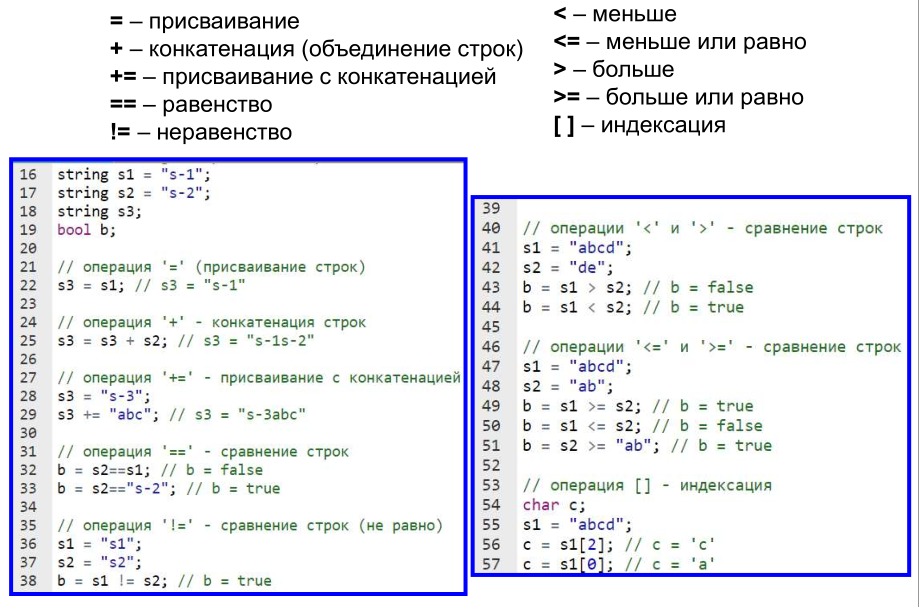 = – присваивание
+ – конкатенация (объединение строк)
+= – присваивание с конкатенацией
== – равенство
!= – неравенство
< – меньше
<= – меньше или равно
> – больше
>= – больше или равно
[ ] – индексация
16 string s1 = "s-1";
17 string s2 = "s-2";
18 string s3;
19 bool b;
20
21 // операция '=' (присваивание строк)
22 s3 = s1; // s3 = "s-1"
23
24 // операция '+' - конкатенация строк
25 s3 = s3 + s2; // s3 = "s-1s-2"
26
27 // операция '+=' - присваивание с конкатенацией
28 s3 = "s-3";
29 s3 += "abc"; // s3 = "s-3abc"
30
31 // операция '==' - сравнение строк
32 b = s2==s1; // b = false
33 b = s2=="s-2"; // b = true
34
35 // операция '!=' - сравнение строк (не равно)
36 s1 = "s1";
37 s2 = "s2";
38 b = s1 != s2; // b = true
39
40 // операции '<' и '>' - сравнение строк
41 s1 = "abcd";
42 s2 = "de";
43 b = s1 > s2; // b = false
44 b = s1 < s2; // b = true
45
46 // операции '<=' и '>=' - сравнение строк
47 s1 = "abcd";
48 s2 = "ab";
49 b = s1 >= s2; // b = true
50 b = s1 <= s2; // b = false
51 b = s2 >= "ab"; // b = true
52
53 // операция [] - индексация
54 char c;
55 s1 = "abcd";
56 c = s1[2]; // c = 'c'
57 c = s1[0]; // c = 'a'